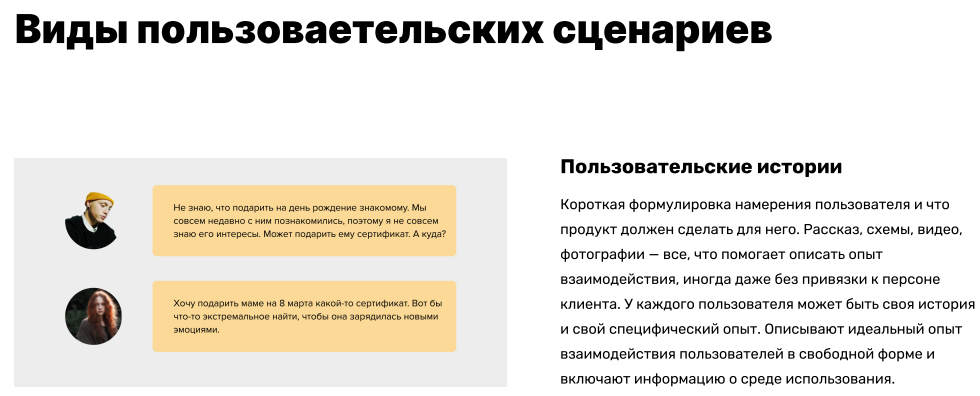 Виды пользоваетельских сценариев
Не знаю, что подарить на день рождение знакомому. Мы
совсем недавно с ним познакомились, поэтому я не совсем
знаю его интересы. Может подарить ему сертификат. А куда?
Хочу подарить маме на 8 марта какой-то сертификат. Вот бы
что-то экстремальное найти, чтобы она зарядилась новыми
эмоциями.
Пользовательские истории
Короткая формулировка намерения пользователя и что
продукт должен сделать для него. Рассказ, схемы, видео,
фотографии — все, что помогает описать опыт
взаимодействия, иногда даже без привязки к персоне
клиента. У каждого пользователя может быть своя история
и свой специфический опыт. Описывают идеальный опыт
взаимодействия пользователей в свободной форме и
включают информацию о среде использования.